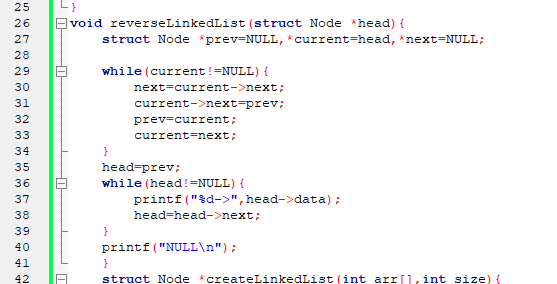 25 }
26 void reverseLinkedList(struct Node *head){
27 struct Node *prev=NULL,*current=head,*next=NULL;
28
29 while(current!=NULL){
30 next=current->next;
31 current->next=prev;
32 prev=current;
33 current=next;
34 }
35 head=prev;
36 while(head!=NULL){
37 printf("%d->",head->data);
38 head=head->next;
39 }
40 printf("NULL\n");
41 }
42 struct Node *createLinkedList(int arr[],int size){